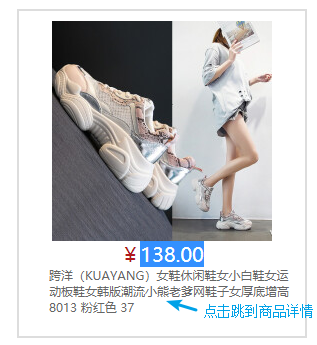 ¥ 138.00
跨洋（KUAYANG）女鞋休闲鞋女小白鞋女运
动板鞋女韩版潮流小熊老爹网鞋子女厚底增高
8013 粉红色 37
点击跳到商品详情